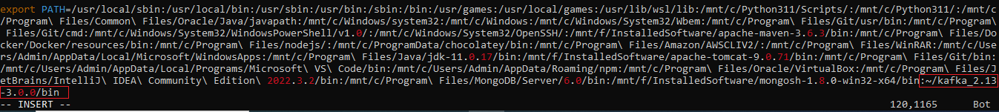 export PATH=/usr/local/sbin:/usr/local/bin:/usr/sbin:/usr/bin:/sbin:/bin:/usr/games:/usr/local/games:/usr/lib/wsl/lib:/mnt/c/Python311/Scripts/:/mnt/c/Python311/:/mnt/c
/Program\ Files/Common\ Files/Oracle/Java/javapath:/mnt/c/Windows/system32:/mnt/c/Windows:/mnt/c/Windows/System32/Wbem:/mnt/c/Program\ Files/Git/usr/bin:/mnt/c/Program\
 Files/Git/cmd:/mnt/c/Windows/System32/WindowsPowerShell/v1.0/:/mnt/c/Windows/System32/OpenSSH/:/mnt/f/InstalledSoftware/apache-maven-3.6.3/bin:/mnt/c/Program\ Files/Do
cker/Docker/resources/bin:/mnt/c/Program\ Files/nodejs/:/mnt/c/ProgramData/chocolatey/bin:/mnt/c/Program\ Files/Amazon/AWSCLIV2/:/mnt/c/Program\ Files/WinRAR:/mnt/c/Use
rs/Admin/AppData/Local/Microsoft/WindowsApps:/mnt/c/Program\ Files/Java/jdk-11.0.17/bin:/mnt/f/InstalledSoftware/apache-tomcat-9.0.71/bin:/mnt/c/Program\ Files/Git/bin:
/mnt/c/Users/Admin/AppData/Local/Programs/Microsoft\ VS\ Code/bin:/mnt/c/Users/Admin/AppData/Roaming/npm:/mnt/c/Program\ Files/Oracle/VirtualBox:/mnt/c/Program\ Files/J
etBrains/IntelliJ\ IDEA\ Community\ Edition\ 2022.3.2/bin:/mnt/c/Program\ Files/MongoDB/Server/6.0/bin:/mnt/f/InstalledSoftware/mongosh-1.8.0-win32-x64/bin:~/kafka_2.13
-3.0.0/bin
-- INSERT -- 120,1165 Bot